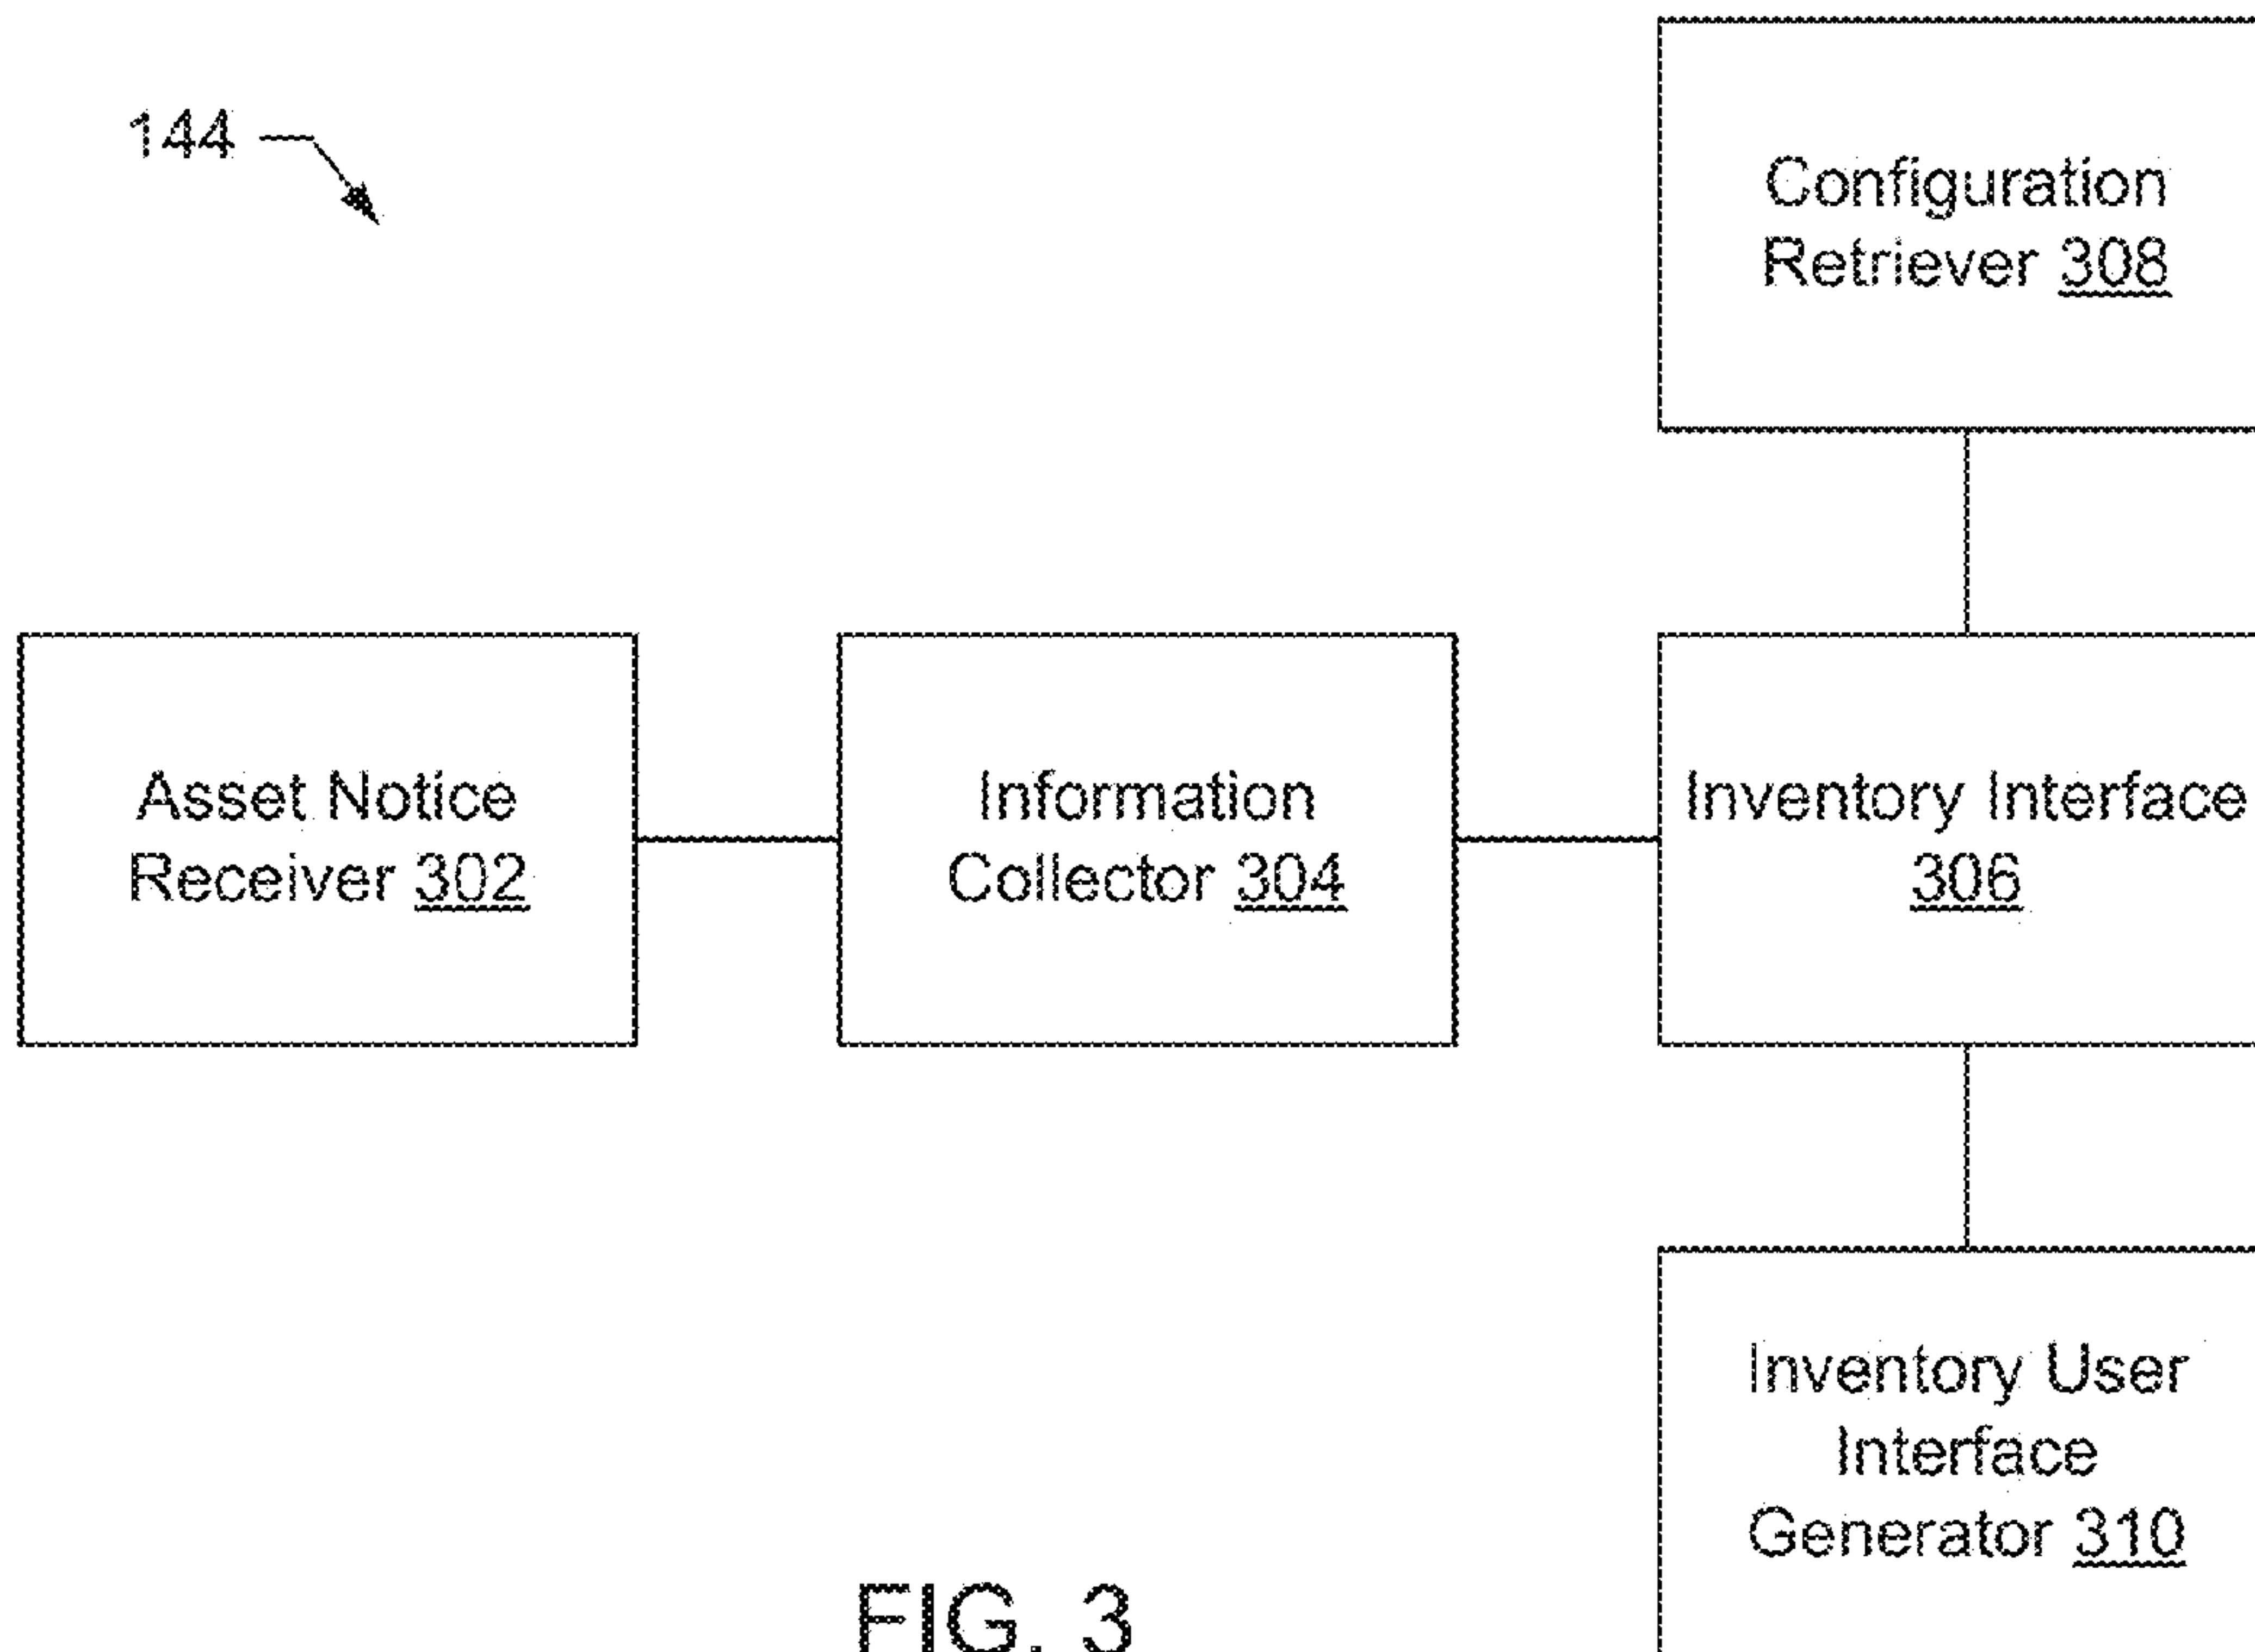 144
Configuration
Retriever 308
Asset Notice
Receiver 302
Information
Collector 304
Inventory Interface
306
Inventory User
Interface
Generator 310
FIG. 3